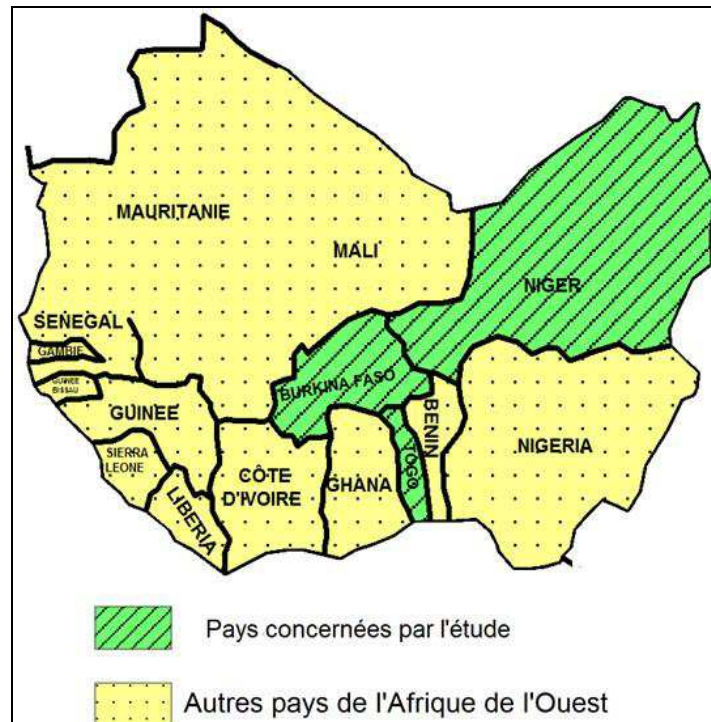 MAURITANIE
MALI
NIGER
SENEGAL
GAMBIE
GUINEE
BISSAU
GUINEE
BURKINA FASO
BENIN
TOGO
NIGERIA
SIERRA
LEONE
LIBERIA
CÔTE
D'IVOIRE
GHANA
Pays concernées par l'étude
Autres pays de l'Afrique de l'Ouest